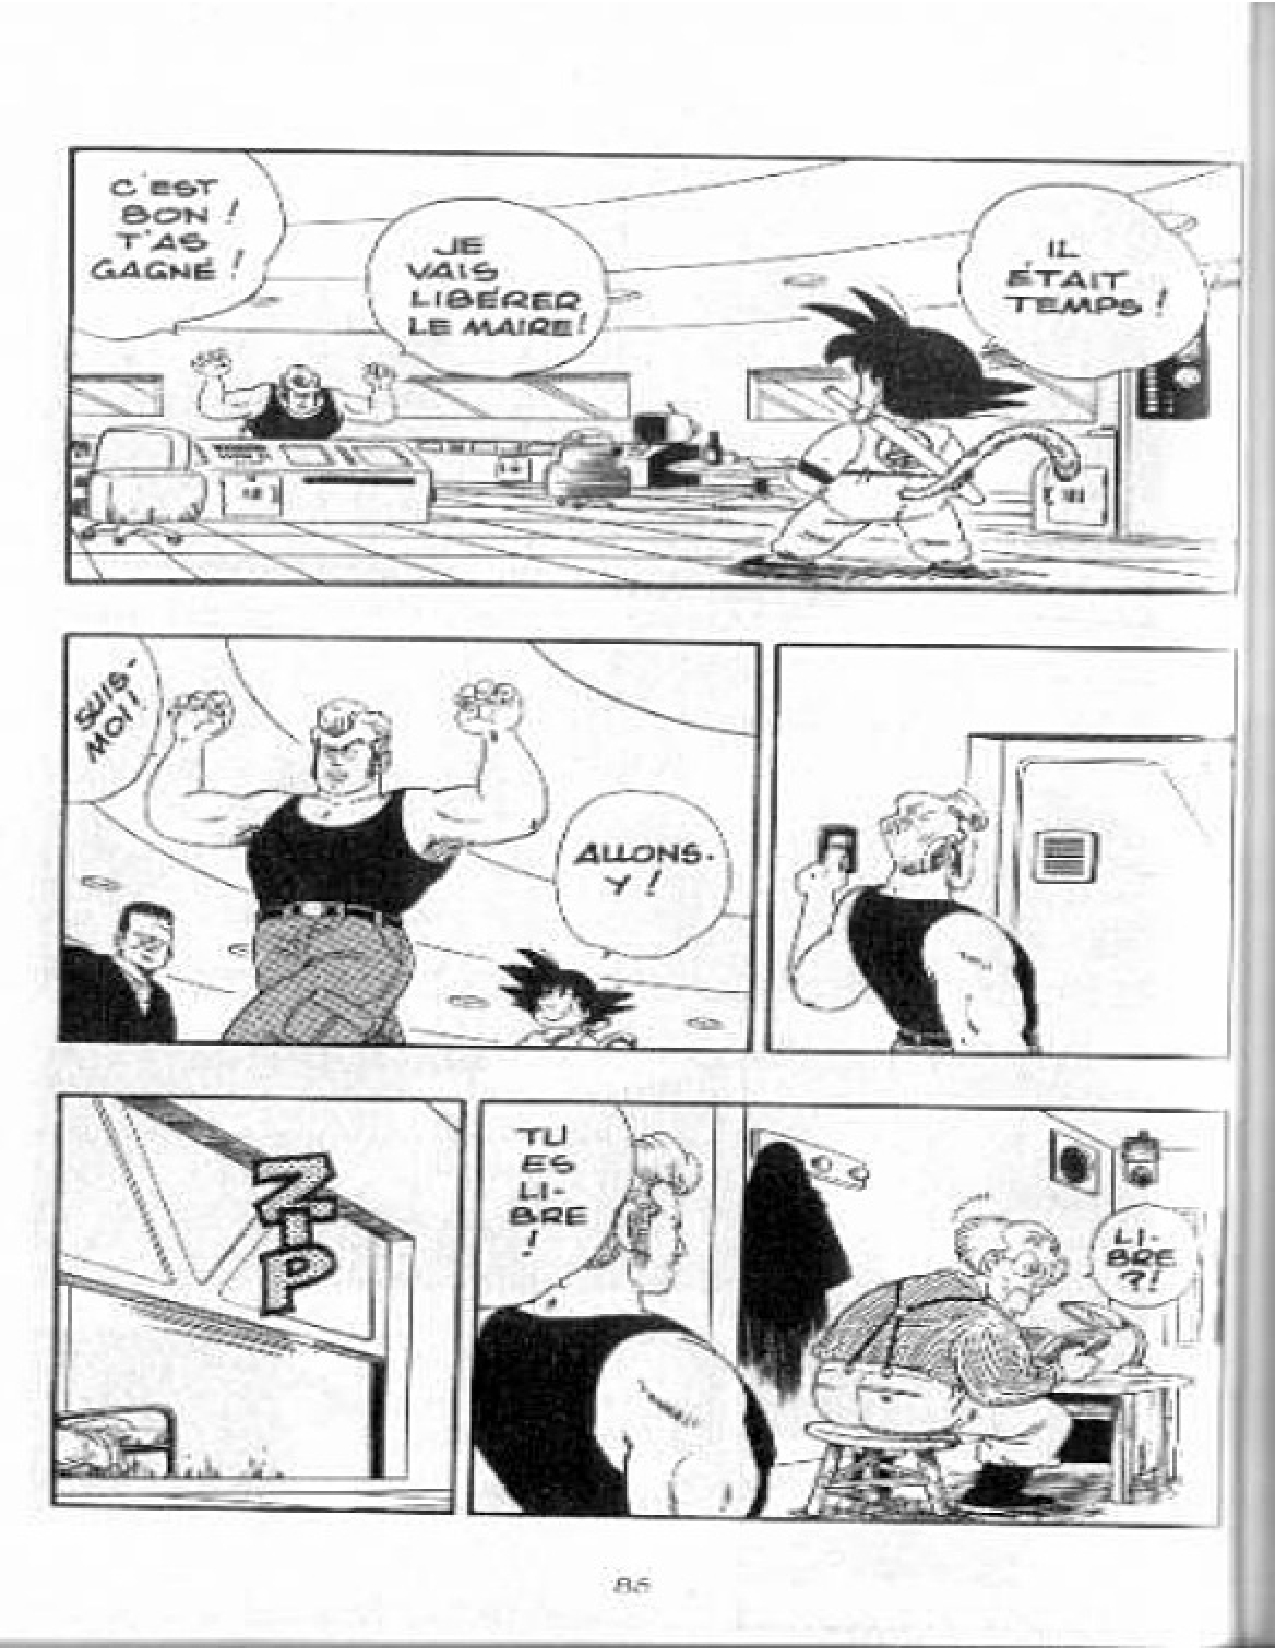 C'EST
BON !
T'AS
GAGNÉ !
JE
VAIS
LIBÉRER
LE MAIRE !
IL
ÉTAIT
TEMPS !
SUIS-
MOI !
ALLONS-
Y !
ZIP
TU
ES
LI-
BRE
!
LI-
BRE
?!